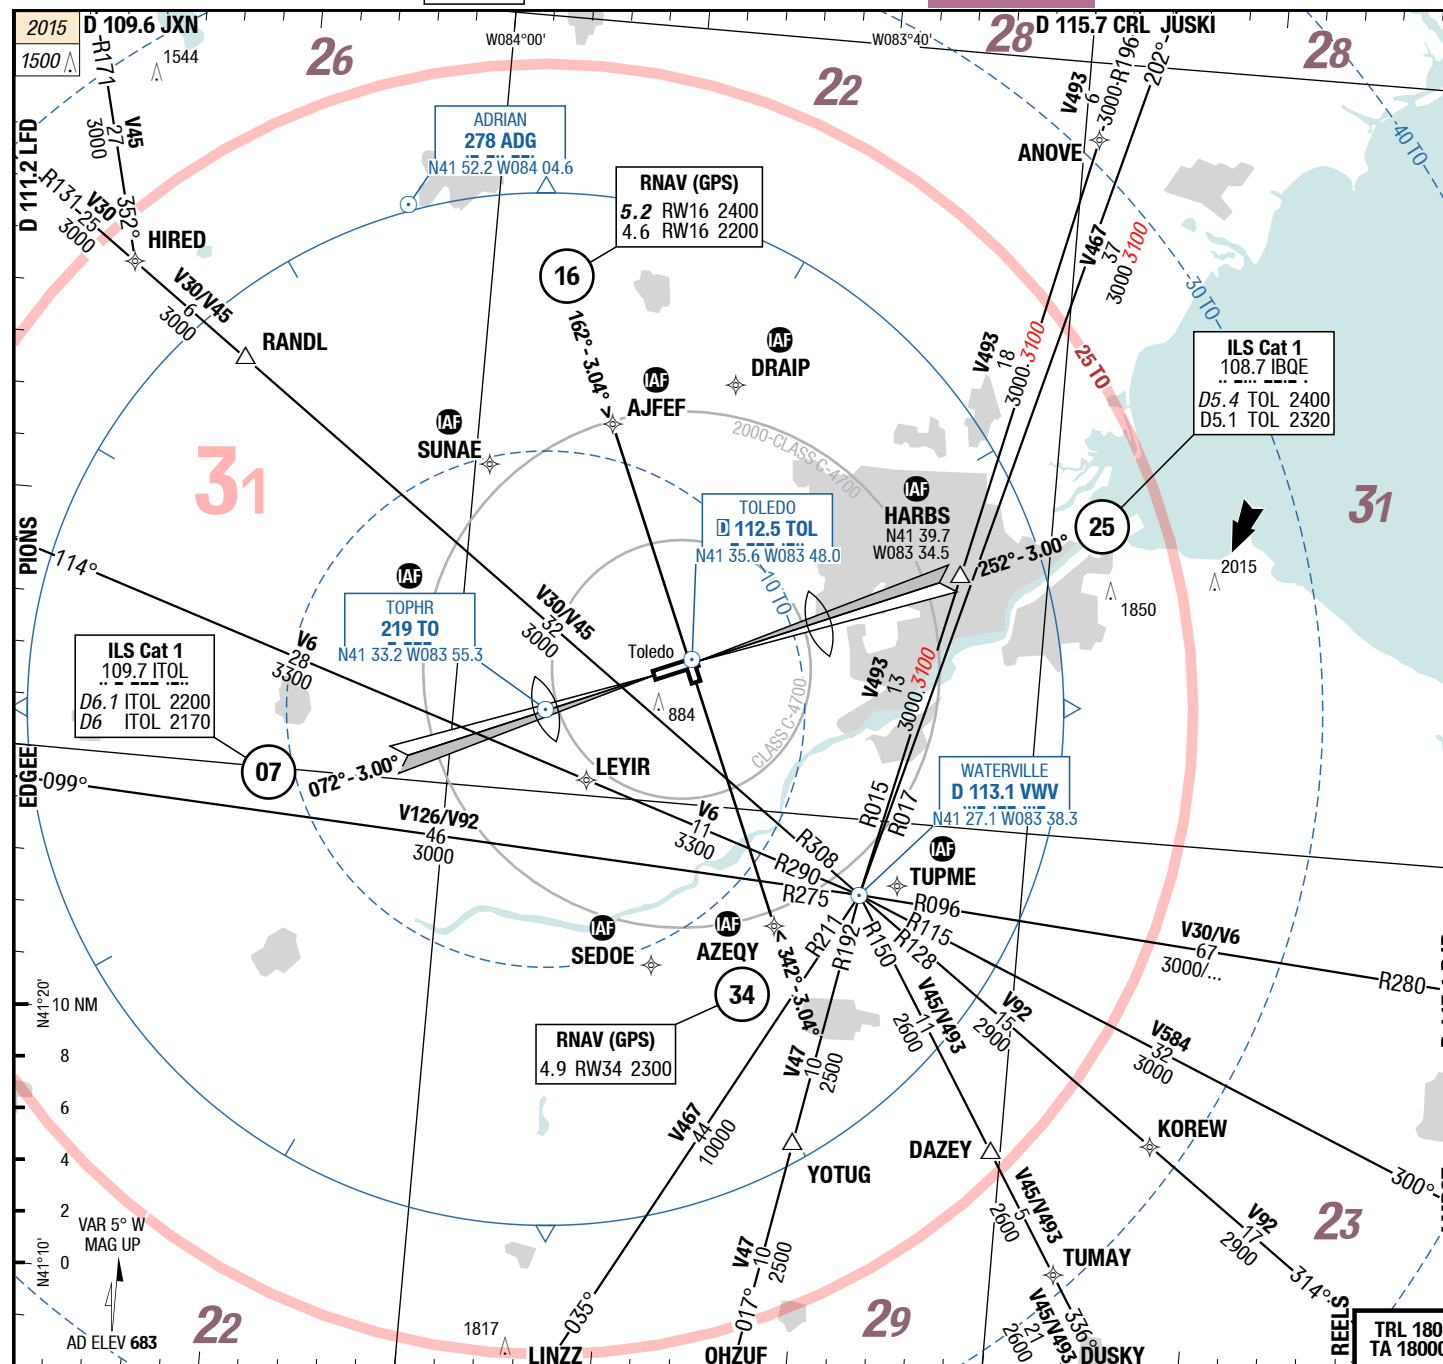 2015
1500
D 109.6 JXN
1544
26
W084°00'
W083°40'
28
D 115.7 CRL
JUSKI
28
22
R171
V45
27
3000
352°
D 111.2 LFD
R131-25
V30
3000
HIRED
V30/V45
6
3000
RANDL
ADRIAN
278 ADG
N41 52.2 W084 04.6
RNAV (GPS)
5.2 RW16 2400
4.6 RW16 2200
16
162°- 3.04° >
IAF
DRAIP
IAF
AJFEF
IAF
SUNAE
2000-CLASS C-4700
V493
6
3000-R196
202°
ANOVE
V467
37
3000 3100
V493
18
3000 3100
40 TO
30 TO
25 TO
ILS Cat 1
108.7 IBQE
D5.4 TOL 2400
D5.1 TOL 2320
31
25
31
2015
1850
IAF
HARBS
N41 39.7
W083 34.5
252°- 3.00°
TOLEDO
D 112.5 TOL
N41 35.6 W083 48.0
10 TO
PIONS
114°
IAF
TOPHR
219 TO
N41 33.2 W083 55.3
V30/V45
32
3000
V6
28
3300
Toledo
884
CLASS C-4700
V493
13
3000 3100
ILS Cat 1
109.7 ITOL
D6.1 ITOL 2200
D6 ITOL 2170
07
072°- 3.00°
EDGEE
099°
LEYIR
V126/V92
46
3000
V6
11
3300
R308
R290
R275
R015
R017
WATERVILLE
D 113.1 VWV
N41 27.1 W083 38.3
IAF
TUPME
R096
R115
R128
R150
R192
R211
V30/V6
67
3000/...
R280
IAF
SEDOE
IAF
AZEQY
< 342°- 3.04°
34
RNAV (GPS)
4.9 RW34 2300
V45/V493
11
2600
V92
15
2900
V584
32
3000
300°
V47
10
2500
V467
44
10000
YOTUG
DAZEY
KOREW
V45/V493
5
2600
TUMAY
V92
17
2900
314°
REELS
23
V47
10
2500
017°
OHZUF
035°
LINZZ
V45/V493
21
2600
336°
DUSKY
29
22
1817
N41°20'
10 NM
8
6
4
2
0
N41°10'
VAR 5° W
MAG UP
AD ELEV 683
TRL 180
TA 18000